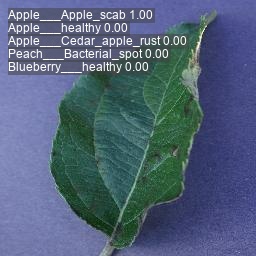 Apple___Apple_scab 1.00
Apple___healthy 0.00
Apple___Cedar_apple_rust 0.00
Peach___Bacterial_spot 0.00
Blueberry___healthy 0.00